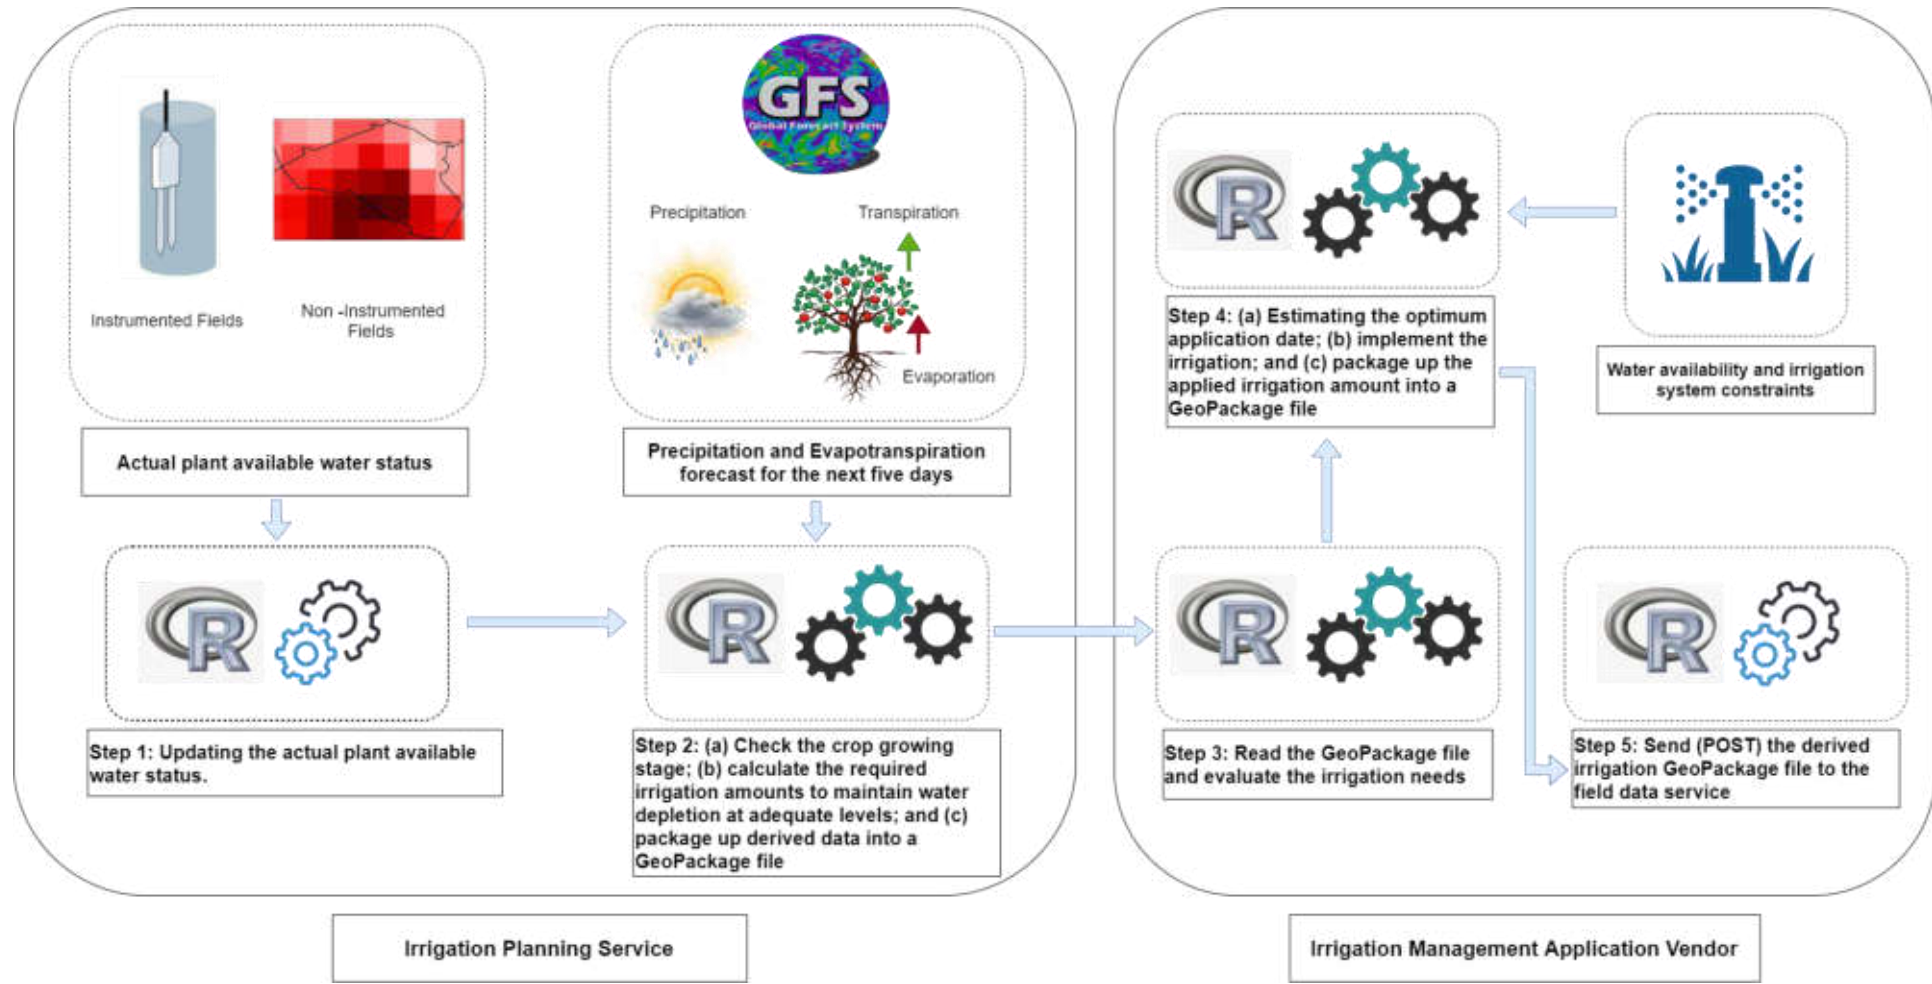 GFS
Global Forecast System
Precipitation
Transpiration
Evaporation
Instrumented Fields
Non -Instrumented
Fields
Actual plant available water status
Precipitation and Evapotranspiration
forecast for the next five days
R
Step 1: Updating the actual plant available
water status.
R
Step 2: (a) Check the crop growing
stage; (b) calculate the required
irrigation amounts to maintain water
depletion at adequate levels; and (c)
package up derived data into a
GeoPackage file
Irrigation Planning Service
R
Step 3: Read the GeoPackage file
and evaluate the irrigation needs
R
Step 4: (a) Estimating the optimum
application date; (b) implement the
irrigation; and (c) package up the
applied irrigation amount into a
GeoPackage file
Water availability and irrigation
system constraints
R
Step 5: Send (POST) the derived
irrigation GeoPackage file to the
field data service
Irrigation Management Application Vendor